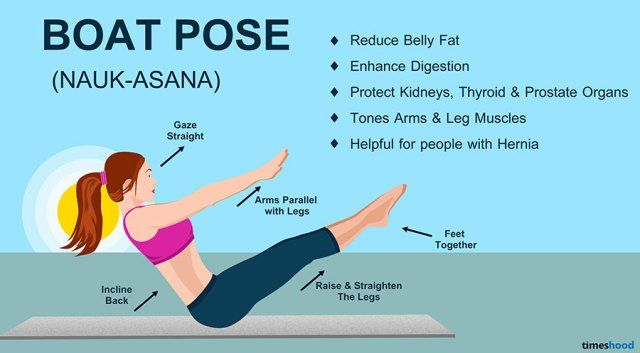 BOAT POSE
(NAUK-ASANA)
♦ Reduce Belly Fat
♦ Enhance Digestion
♦ Protect Kidneys, Thyroid & Prostate Organs
♦ Tones Arms & Leg Muscles
♦ Helpful for people with Hernia
Gaze
Straight
Arms Parallel
with Legs
Feet
Together
Incline
Back
Raise & Straighten
The Legs
timeshood